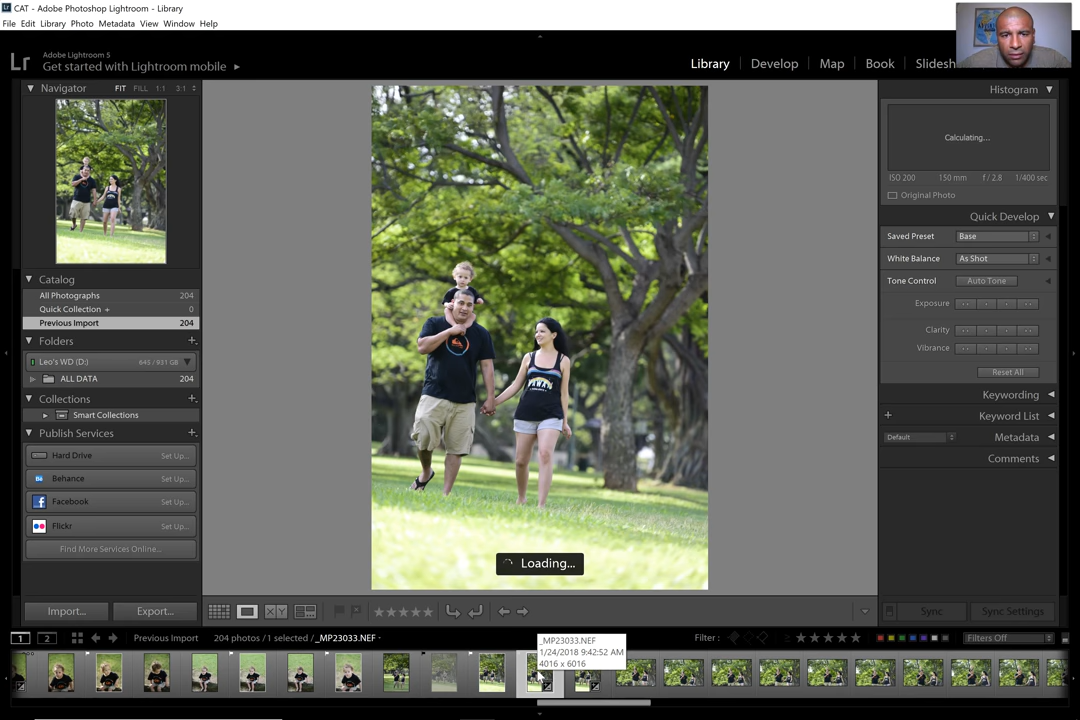 CAT - Adobe Photoshop Lightroom - Library
File Edit Library Photo Metadata View Window Help
Lr
Adobe Lightroom 5
Get started with Lightroom mobile
Library Develop Map Book Slidesh
Navigator FIT FILL 1:1 3:1
Catalog
All Photographs 204
Quick Collection + 0
Previous Import 204
Folders
Leo's WD (D:) 645 / 931 GB
ALL DATA 204
Collections
Smart Collections
Publish Services
Hard Drive Set Up...
Bē Behance Set Up...
f Facebook Set Up...
Flickr Set Up...
Find More Services Online...
Import... Export...
Loading...
Histogram
Calculating...
ISO 200 150 mm f / 2.8 1/400 sec
Original Photo
Quick Develop
Saved Preset Base
White Balance As Shot
Tone Control Auto Tone
Exposure
Clarity
Vibrance
Reset All
Keywording
Keyword List
Default Metadata
Comments
XY
Sync Sync Settings
1 2 Previous Import 204 photos / 1 selected / _MP23033.NEF
Filter : Filters Off
_MP23033.NEF
1/24/2018 9:42:52 AM
4016 x 6016